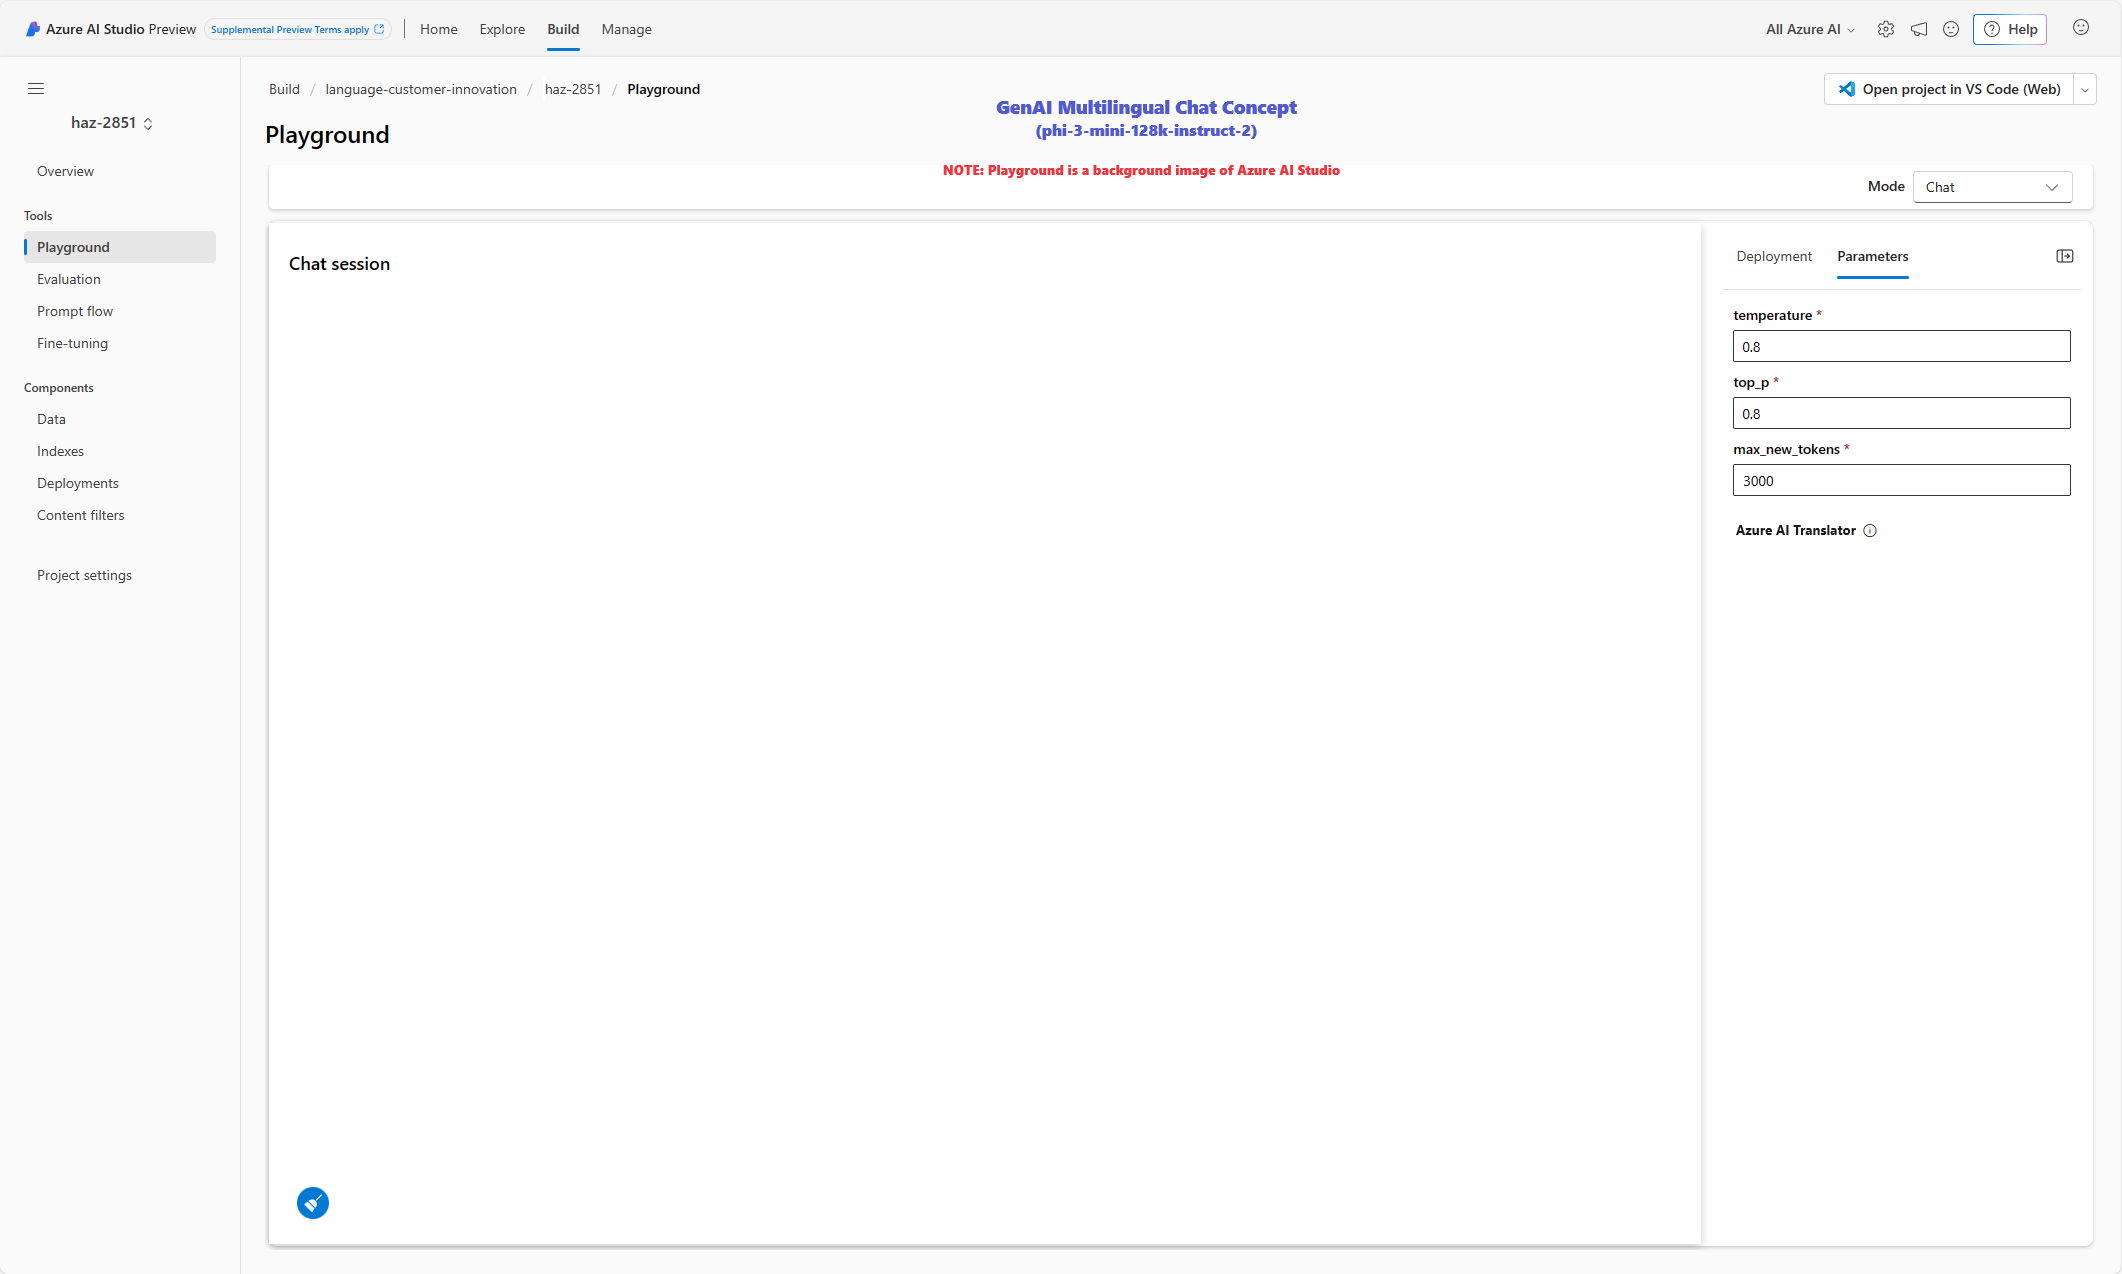 Azure AI Studio Preview
Supplemental Preview Terms apply
Home
Explore
Build
Manage
All Azure AI
Help
haz-2851
Overview
Tools
Playground
Evaluation
Prompt flow
Fine-tuning
Components
Data
Indexes
Deployments
Content filters
Project settings
Build / language-customer-innovation / haz-2851 / Playground
GenAI Multilingual Chat Concept
(phi-3-mini-128k-instruct-2)
Open project in VS Code (Web)
Playground
NOTE: Playground is a background image of Azure AI Studio
Mode
Chat
Chat session
Deployment
Parameters
temperature *
0.8
top_p *
0.8
max_new_tokens *
3000
Azure AI Translator